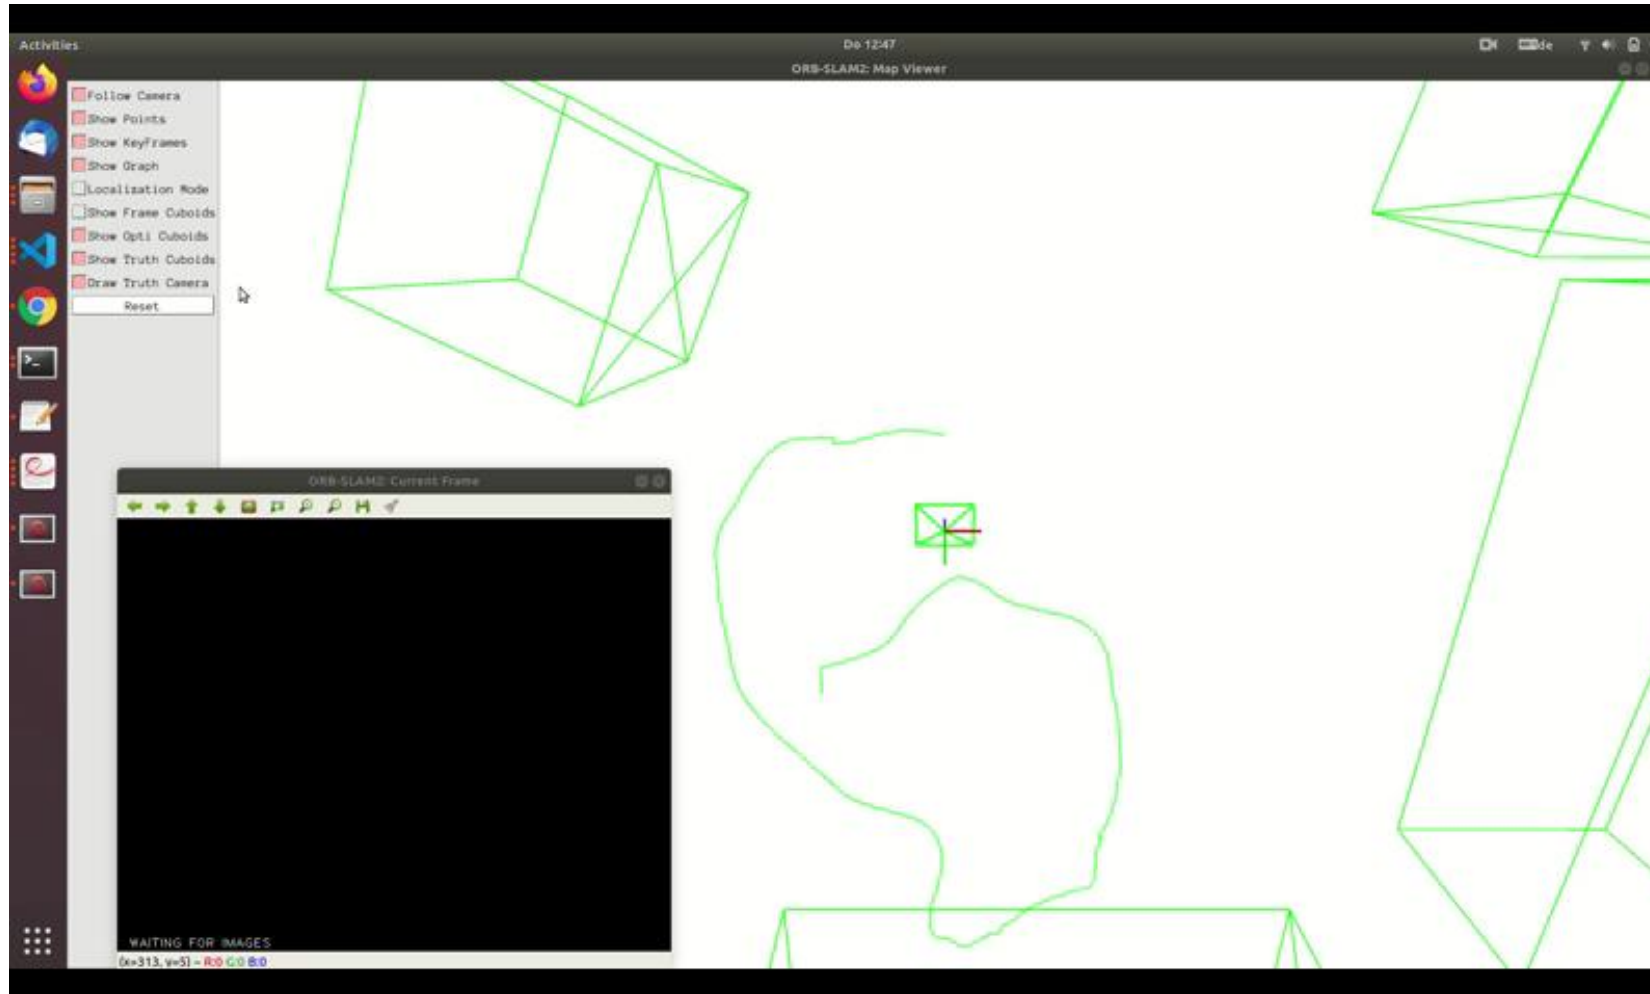 Activities
Do 12:47
de
ORB-SLAM2: Map Viewer
Follow Camera
Show Points
Show KeyFrames
Show Graph
Localization Mode
Show Frame Cuboids
Show Opti Cuboids
Show Truth Cuboids
Draw Truth Camera
Reset
ORB-SLAM2: Current Frame
WAITING FOR IMAGES
(x=313, y=5) ~ R:0 G:0 B:0